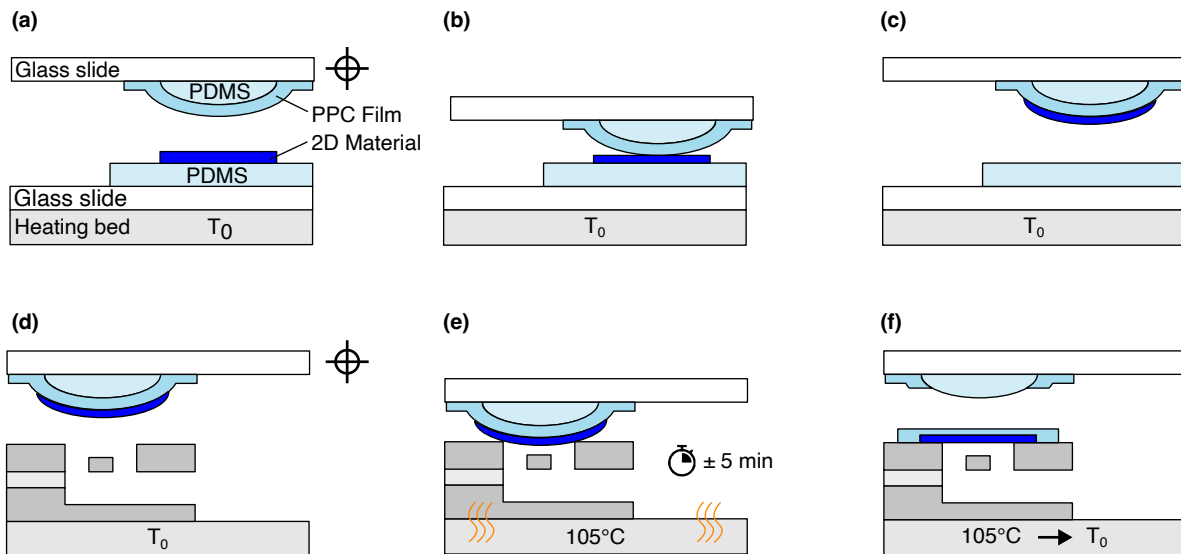 (a)
Glass slide
PDMS
PPC Film
2D Material
PDMS
Glass slide
Heating bed T₀
(b)
T₀
(c)
T₀
(d)
T₀
(e)
± 5 min
105°C
(f)
105°C → T₀